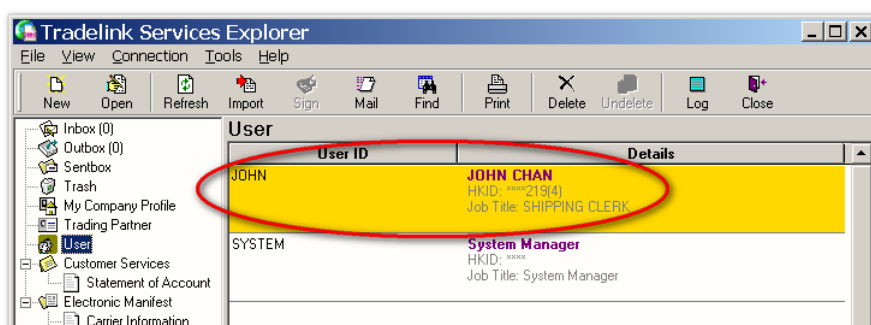 Tradelink Services Explorer
File View Connection Tools Help
New Open Refresh Import Sign Mail Find Print Delete Undelete Log Close
Inbox (0)
Outbox (0)
Sentbox
Trash
My Company Profile
Trading Partner
User
Customer Services
Statement of Account
Electronic Manifest
Carrier Information
User
User ID Details
JOHN JOHN CHAN
HKID: ****219(4)
Job Title: SHIPPING CLERK
SYSTEM System Manager
HKID: ****
Job Title: System Manager